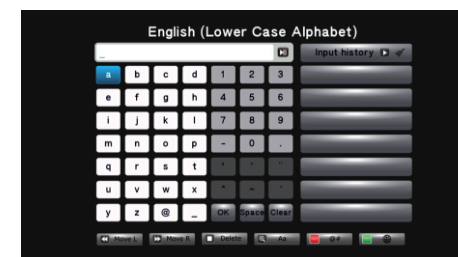 English (Lower Case Alphabet)
_
Input history
a b c d 1 2 3
e f g h 4 5 6
i j k l 7 8 9
m n o p - 0 .
q r s t
u v w x ^ ~
y z @ _ OK Space Clear
Move L Move R Delete Aa @#